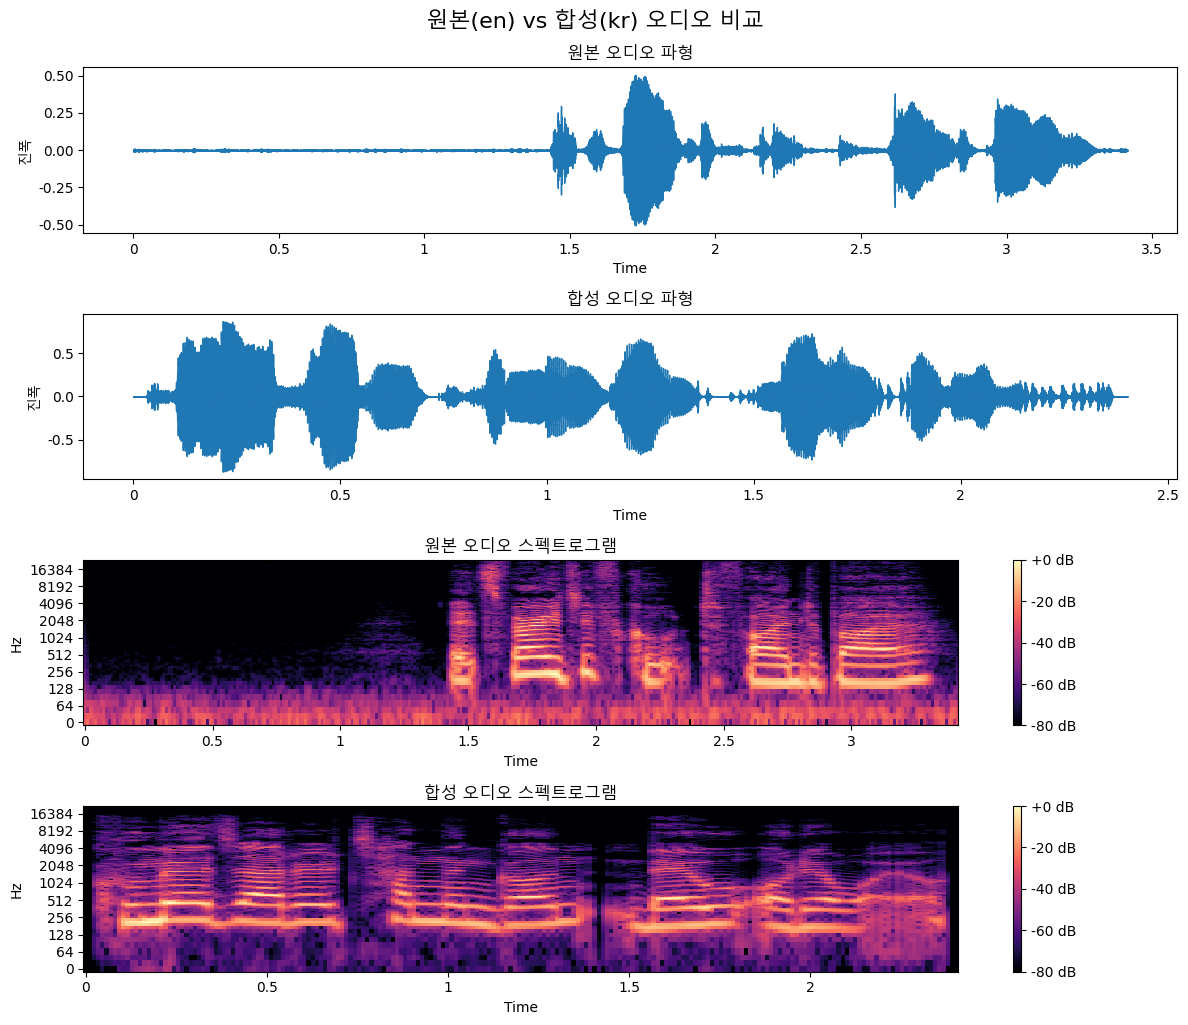 원본(en) vs 합성(kr) 오디오 비교
원본 오디오 파형
0.50
0.25
0.00
-0.25
-0.50
진폭
0 0.5 1 1.5 2 2.5 3 3.5
Time
합성 오디오 파형
0.5
0.0
-0.5
진폭
0 0.5 1 1.5 2 2.5
Time
원본 오디오 스펙트로그램
16384
8192
4096
2048
1024
512
256
128
64
0
Hz
0 0.5 1 1.5 2 2.5 3
Time
+0 dB
-20 dB
-40 dB
-60 dB
-80 dB
합성 오디오 스펙트로그램
16384
8192
4096
2048
1024
512
256
128
64
0
Hz
0 0.5 1 1.5 2
Time
+0 dB
-20 dB
-40 dB
-60 dB
-80 dB